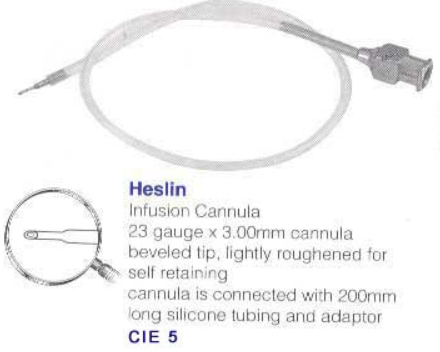 Heslin
Infusion Cannula
23 gauge x 3.00mm cannula
beveled tip, lightly roughened for
self retaining
cannula is connected with 200mm
long silicone tubing and adaptor
CIE 5